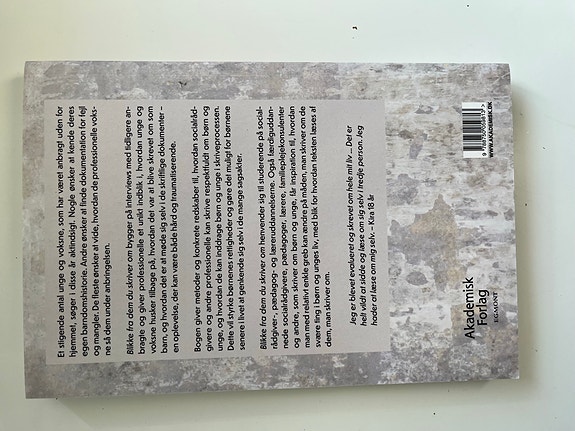 Et stigende antal unge og voksne, som har været anbragt uden for
hjemmet, søger i disse år aktindsigt. Nogle ønsker at kende deres
egen barndomshistorie. Andre ønsker at finde dokumentation for fejl
og mangler. De fleste ønsker at vide, hvordan de professionelle voks-
ne så dem under anbringelsen.
Blikke fra dem du skriver om bygger på interviews med tidligere an-
bragte og giver professionelle et unikt indblik i, hvordan unge og
voksne husker tilbage på, hvordan det var at blive skrevet om som
barn, og hvordan det er at møde sig selv i de skriftlige dokumenter –
en oplevelse, der kan være både hård og traumatiserende.
Bogen giver metoder og konkrete redskaber til, hvordan socialråd-
givere og andre professionelle kan skrive respektfuldt om børn og
unge, og hvordan de kan inddrage børn og unge i skriveprocessen.
Dette vil styrke børnenes rettigheder og gøre det muligt for børnene
senere i livet at genkende sig selv i de mange sagsakter.
Blikke fra dem du skriver om henvender sig til studerende på social-
rådgiver-, pædagog- og læreruddannelserne. Også færdiguddan-
nede socialrådgivere, pædagoger, lærere, familieplejekonsulenter
og andre, som skriver om børn og unge, får inspiration til, hvordan
man med relativt enkle greb kan ændre på måden, man skriver om de
svære ting i børn og unges liv, med blik for hvordan teksten læses af
dem, man skriver om.
Jeg er blevet evalueret og skrevet om hele mit liv ... Det er
helt vildt at sidde og læse om sig selv i tredje person. Jeg
hader at læse om mig selv. – Kira 18 år
Akademisk
Forlag
EGMONT
WWW.AKADEMISK.DK